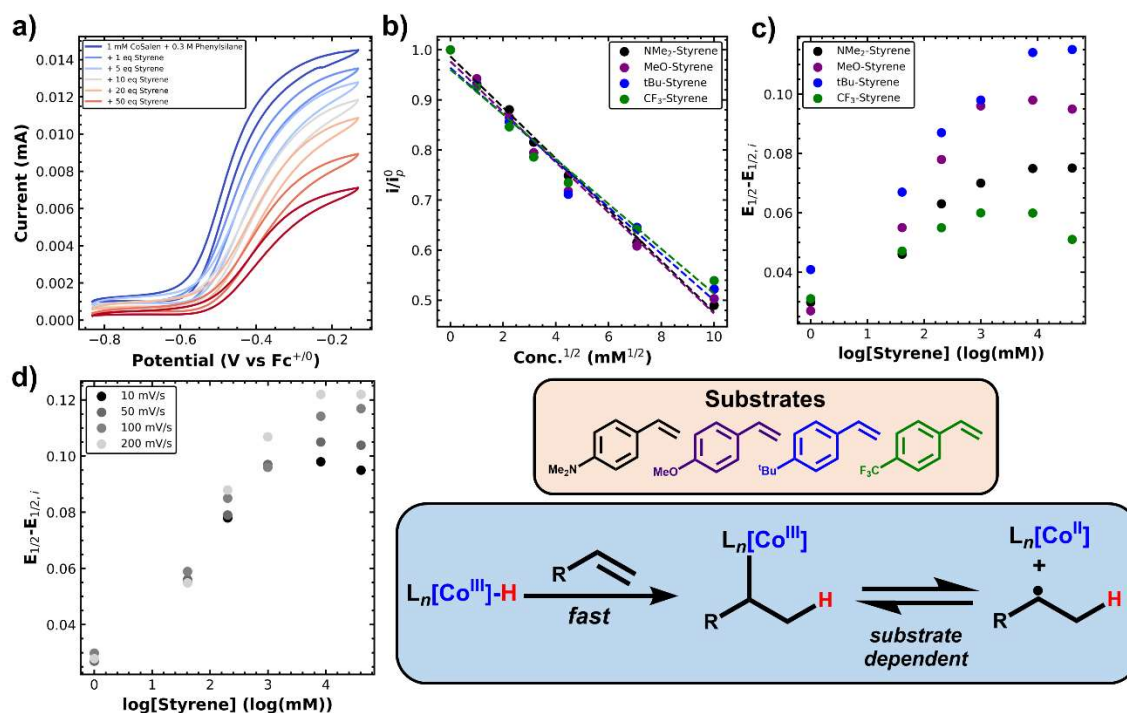 a)
1 mM CoSalen + 0.3 M Phenylsilane
+ 1 eq Styrene
+ 5 eq Styrene
+ 10 eq Styrene
+ 20 eq Styrene
+ 50 eq Styrene
0.014
0.012
0.010
0.008
0.006
0.004
0.002
0.000
Current (mA)
−0.8 −0.6 −0.4 −0.2
Potential (V vs Fc⁺/⁰)
b)
NMe₂-Styrene
MeO-Styrene
tBu-Styrene
CF₃-Styrene
1.0
0.9
0.8
0.7
0.6
0.5
i/iₚ⁰
0 2 4 6 8 10
Conc.¹/² (mM¹/²)
c)
NMe₂-Styrene
MeO-Styrene
tBu-Styrene
CF₃-Styrene
0.10
0.08
0.06
0.04
E₁/₂-E₁/₂,ᵢ
0 1 2 3 4
log[Styrene] (log(mM))
d)
10 mV/s
50 mV/s
100 mV/s
200 mV/s
0.12
0.10
0.08
0.06
0.04
E₁/₂-E₁/₂,ᵢ
0 1 2 3 4
log[Styrene] (log(mM))
Substrates
Me₂N
MeO
ᵗBu
F₃C
Lₙ[Coᴵᴵᴵ]-H
R
fast
Lₙ[Coᴵᴵᴵ]
R
H
substrate
dependent
Lₙ[Coᴵᴵ]
+
R
H